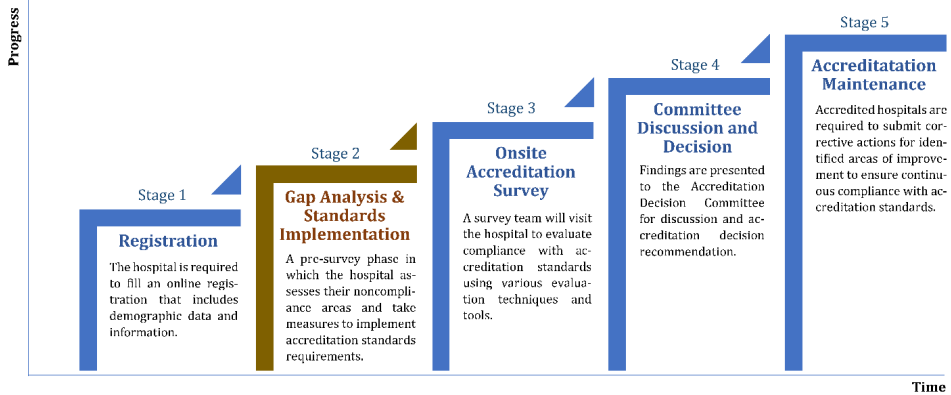 Progress
Stage 1
Registration
The hospital is required
to fill an online regis-
tration that includes
demographic data and
information.
Stage 2
Gap Analysis &
Standards
Implementation
A pre-survey phase in
which the hospital as-
sesses their noncompli-
ance areas and take
measures to implement
accreditation standards
requirements.
Stage 3
Onsite
Accreditation
Survey
A survey team will visit
the hospital to evaluate
compliance with ac-
creditation standards
using various evalua-
tion techniques and
tools.
Stage 4
Committee
Discussion and
Decision
Findings are presented
to the Accreditation
Decision Committee
for discussion and ac-
creditation decision
recommendation.
Stage 5
Accreditatation
Maintenance
Accredited hospitals are
required to submit cor-
rective actions for iden-
tified areas of improve-
ment to ensure continu-
ous compliance with ac-
creditation standards.
Time